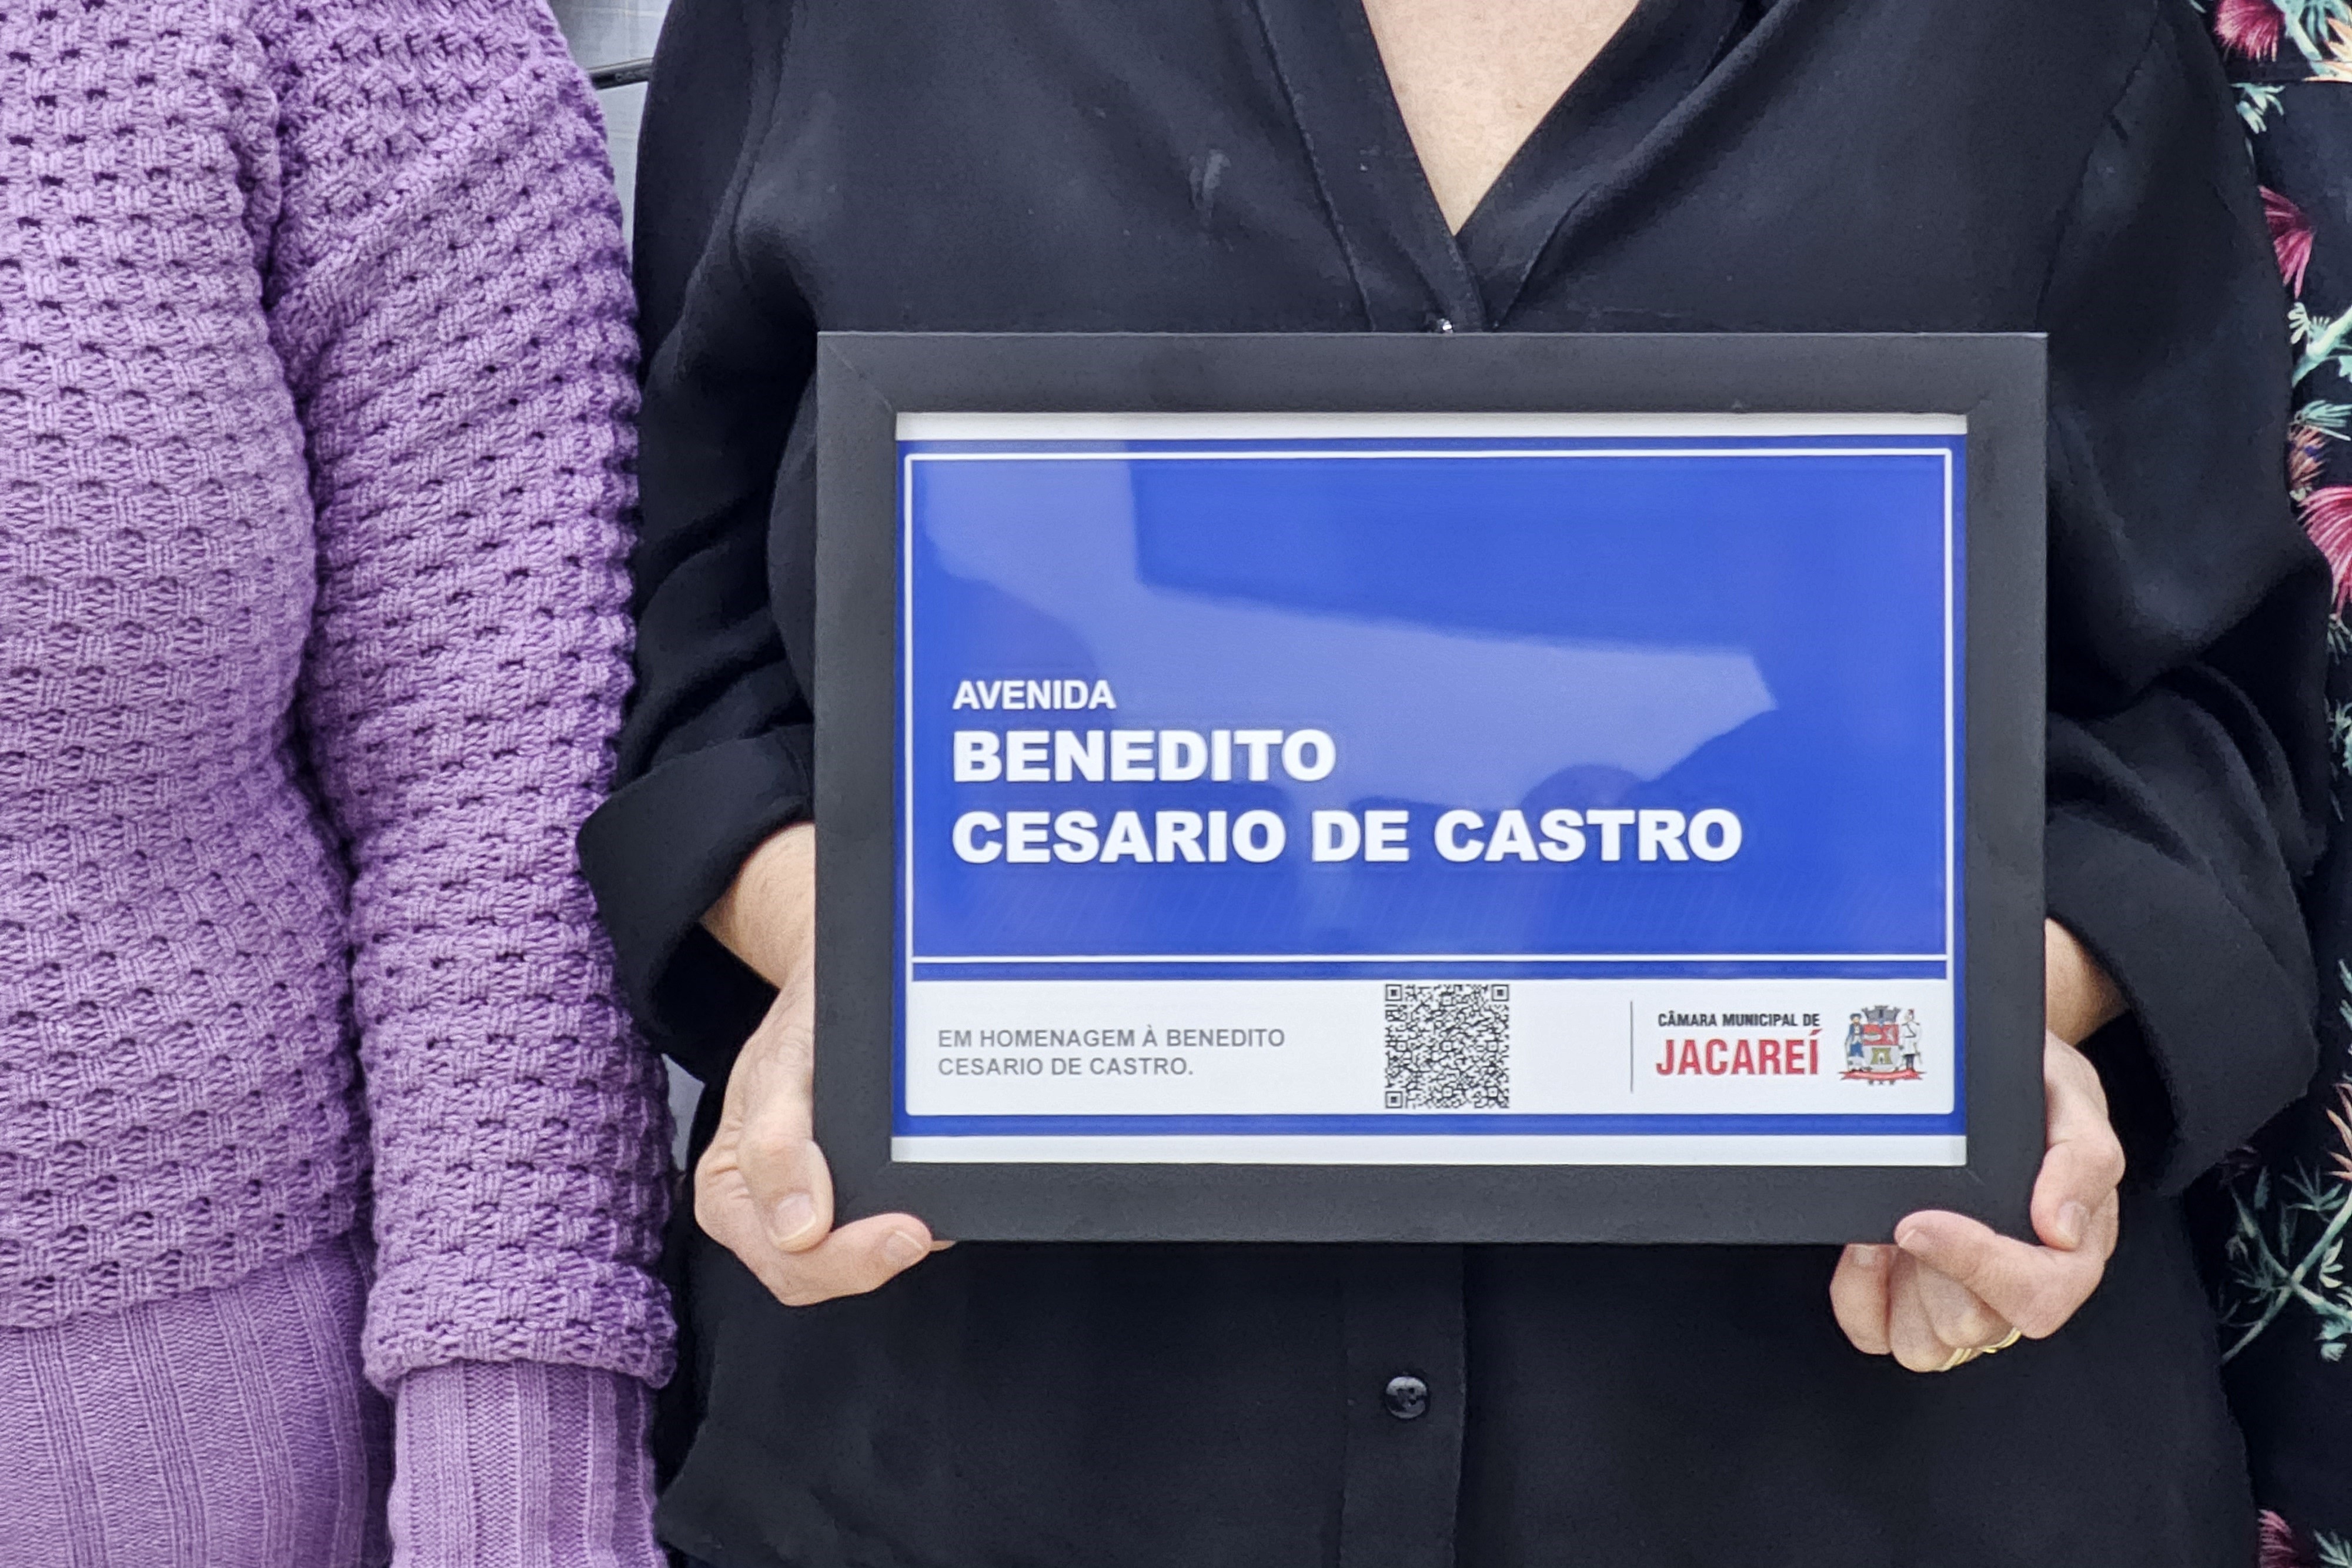 AVENIDA
BENEDITO
CESARIO DE CASTRO
EM HOMENAGEM À BENEDITO
CESARIO DE CASTRO.
CÂMARA MUNICIPAL DE
JACAREÍ